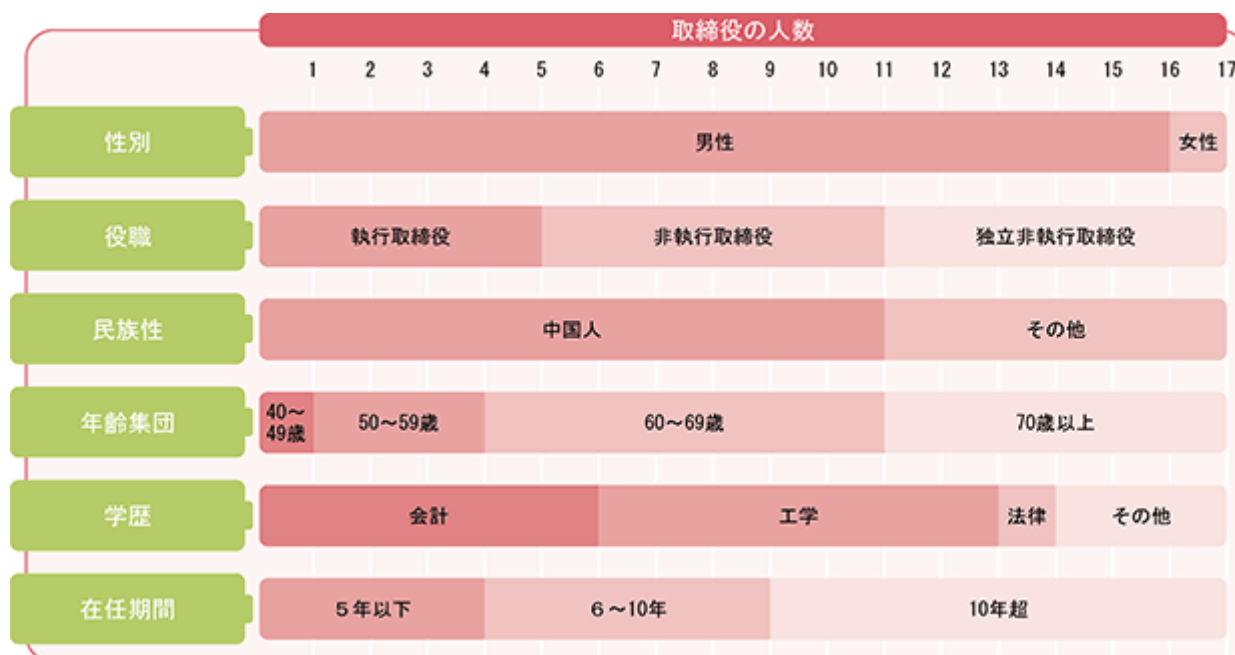 取締役の人数
1 2 3 4 5 6 7 8 9 10 11 12 13 14 15 16 17
性別 男性 女性
役職 執行取締役 非執行取締役 独立非執行取締役
民族性 中国人 その他
年齢集団 40～49歳 50～59歳 60～69歳 70歳以上
学歴 会計 工学 法律 その他
在任期間 5年以下 6～10年 10年超